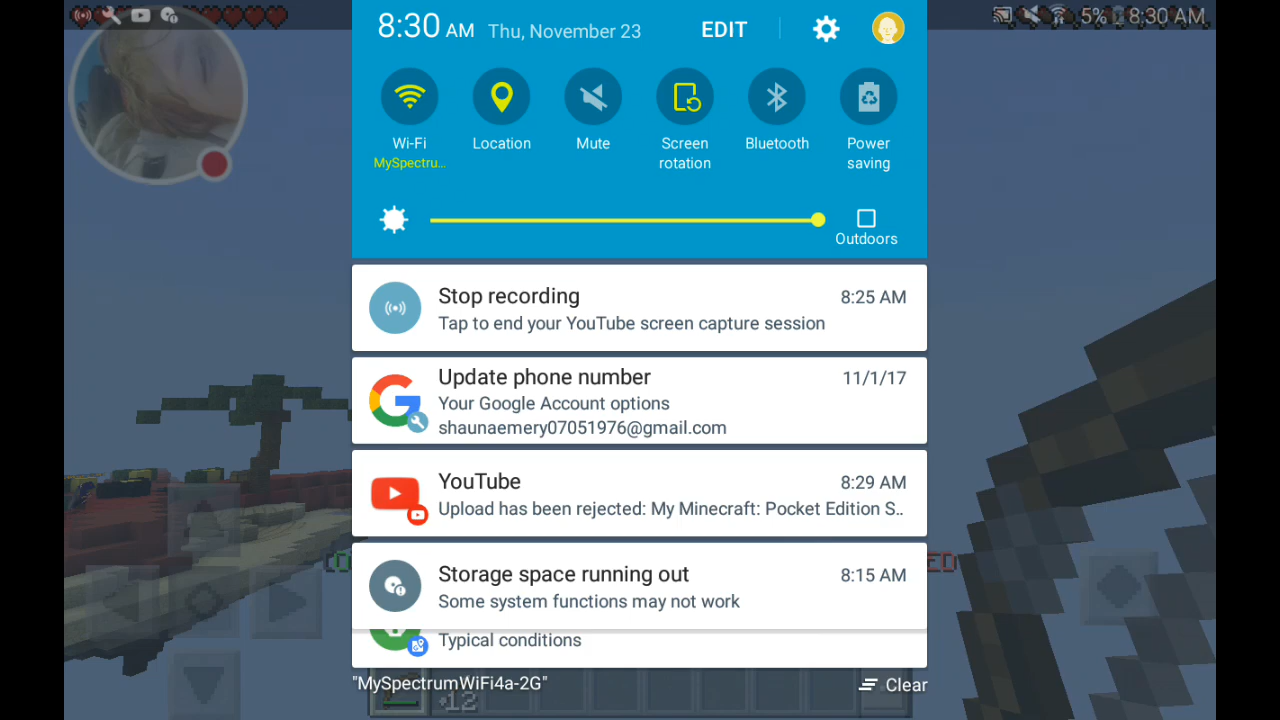 5% 8:30 AM
8:30 AM Thu, November 23 EDIT
Wi-Fi
MySpectru...
Location
Mute
Screen
rotation
Bluetooth
Power
saving
Outdoors
Stop recording 8:25 AM
Tap to end your YouTube screen capture session
Update phone number 11/1/17
Your Google Account options
shaunaemery07051976@gmail.com
YouTube 8:29 AM
Upload has been rejected: My Minecraft: Pocket Edition S..
Storage space running out 8:15 AM
Some system functions may not work
Typical conditions
"MySpectrumWiFi4a-2G" Clear
+12